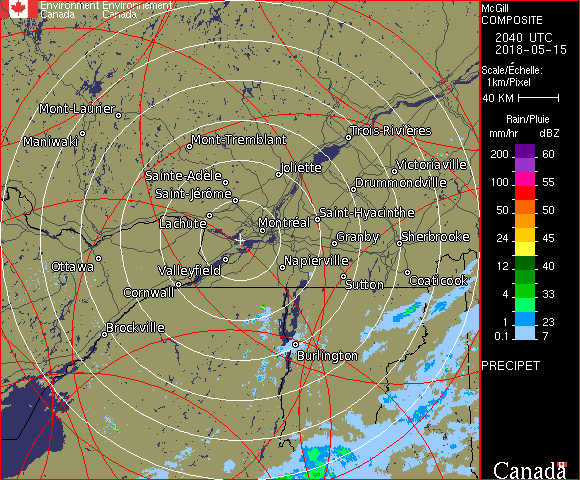 Environment Environnement
Canada Canada
McGill
COMPOSITE
2040 UTC
2018-05-15
Scale/Échelle:
1km/Pixel
40 KM
Rain/Pluie
mm/hr dBZ
200 60
100 55
50 50
24 45
12 40
4 33
1 23
0.1 7
PRECIPET
Canada
Mont-Laurier
Maniwaki
Mont-Tremblant
Trois-Rivières
Joliette
Victoriaville
Sainte-Adèle
Drummondville
Saint-Jérôme
Saint-Hyacinthe
Lachute
Montréal
Granby
Sherbrooke
Ottawa
Valleyfield
Napierville
Cornwall
Sutton
Coaticook
Brockville
Burlington